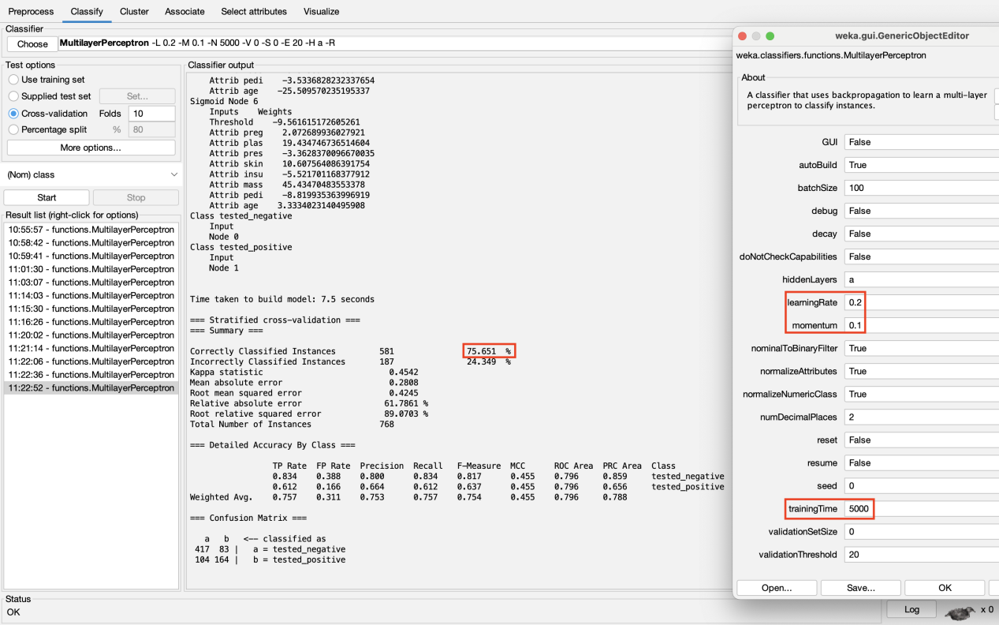 Preprocess Classify Cluster Associate Select attributes Visualize
Classifier
Choose MultilayerPerceptron -L 0.2 -M 0.1 -N 5000 -V 0 -S 0 -E 20 -H a -R
Test options
Use training set
Supplied test set Set...
Cross-validation Folds 10
Percentage split % 80
More options...
(Nom) class
Start Stop
Result list (right-click for options)
10:55:57 - functions.MultilayerPerceptron
10:58:42 - functions.MultilayerPerceptron
10:59:41 - functions.MultilayerPerceptron
11:01:30 - functions.MultilayerPerceptron
11:03:07 - functions.MultilayerPerceptron
11:14:03 - functions.MultilayerPerceptron
11:15:30 - functions.MultilayerPerceptron
11:16:26 - functions.MultilayerPerceptron
11:20:02 - functions.MultilayerPerceptron
11:21:14 - functions.MultilayerPerceptron
11:22:06 - functions.MultilayerPerceptron
11:22:36 - functions.MultilayerPerceptron
11:22:52 - functions.MultilayerPerceptron
Classifier output
Attrib pedi -3.5336828232337654
Attrib age -25.509570235195337
Sigmoid Node 6
Inputs Weights
Threshold -9.561615172605261
Attrib preg 2.072689936027921
Attrib plas 19.434746736514604
Attrib pres -3.3628370096670035
Attrib skin 10.607564086391754
Attrib insu -5.521701168377912
Attrib mass 45.43470448553378
Attrib pedi -8.819935363996919
Attrib age 3.3334023140495908
Class tested_negative
Input
Node 0
Class tested_positive
Input
Node 1
Time taken to build model: 7.5 seconds
=== Stratified cross-validation ===
=== Summary ===
Correctly Classified Instances 581 75.651 %
Incorrectly Classified Instances 187 24.349 %
Kappa statistic 0.4542
Mean absolute error 0.2808
Root mean squared error 0.4245
Relative absolute error 61.7861 %
Root relative squared error 89.0703 %
Total Number of Instances 768
=== Detailed Accuracy By Class ===
TP Rate FP Rate Precision Recall F-Measure MCC ROC Area PRC Area Class
0.834 0.388 0.800 0.834 0.817 0.455 0.796 0.859 tested_negative
0.612 0.166 0.664 0.612 0.637 0.455 0.796 0.656 tested_positive
Weighted Avg. 0.757 0.311 0.753 0.757 0.754 0.455 0.796 0.788
=== Confusion Matrix ===
a b <-- classified as
417 83 | a = tested_negative
104 164 | b = tested_positive
weka.gui.GenericObjectEditor
weka.classifiers.functions.MultilayerPerceptron
About
A classifier that uses backpropagation to learn a multi-layer
perceptron to classify instances.
GUI False
autoBuild True
batchSize 100
debug False
decay False
doNotCheckCapabilities False
hiddenLayers a
learningRate 0.2
momentum 0.1
nominalToBinaryFilter True
normalizeAttributes True
normalizeNumericClass True
numDecimalPlaces 2
reset False
resume False
seed 0
trainingTime 5000
validationSetSize 0
validationThreshold 20
Open... Save... OK
Status
OK
Log x 0